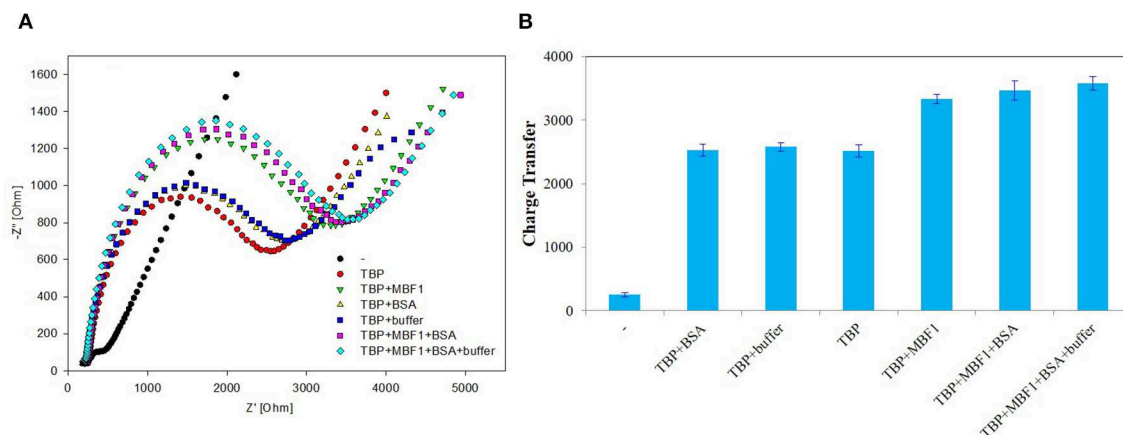 A
-Z'' [Ohm]
1600
1400
1200
1000
800
600
400
200
0
0 1000 2000 3000 4000 5000
Z' [Ohm]
-
TBP
TBP+MBF1
TBP+BSA
TBP+buffer
TBP+MBF1+BSA
TBP+MBF1+BSA+buffer
B
Charge Transfer
4000
3000
2000
1000
0
-
TBP+BSA
TBP+buffer
TBP
TBP+MBF1
TBP+MBF1+BSA
TBP+MBF1+BSA+buffer